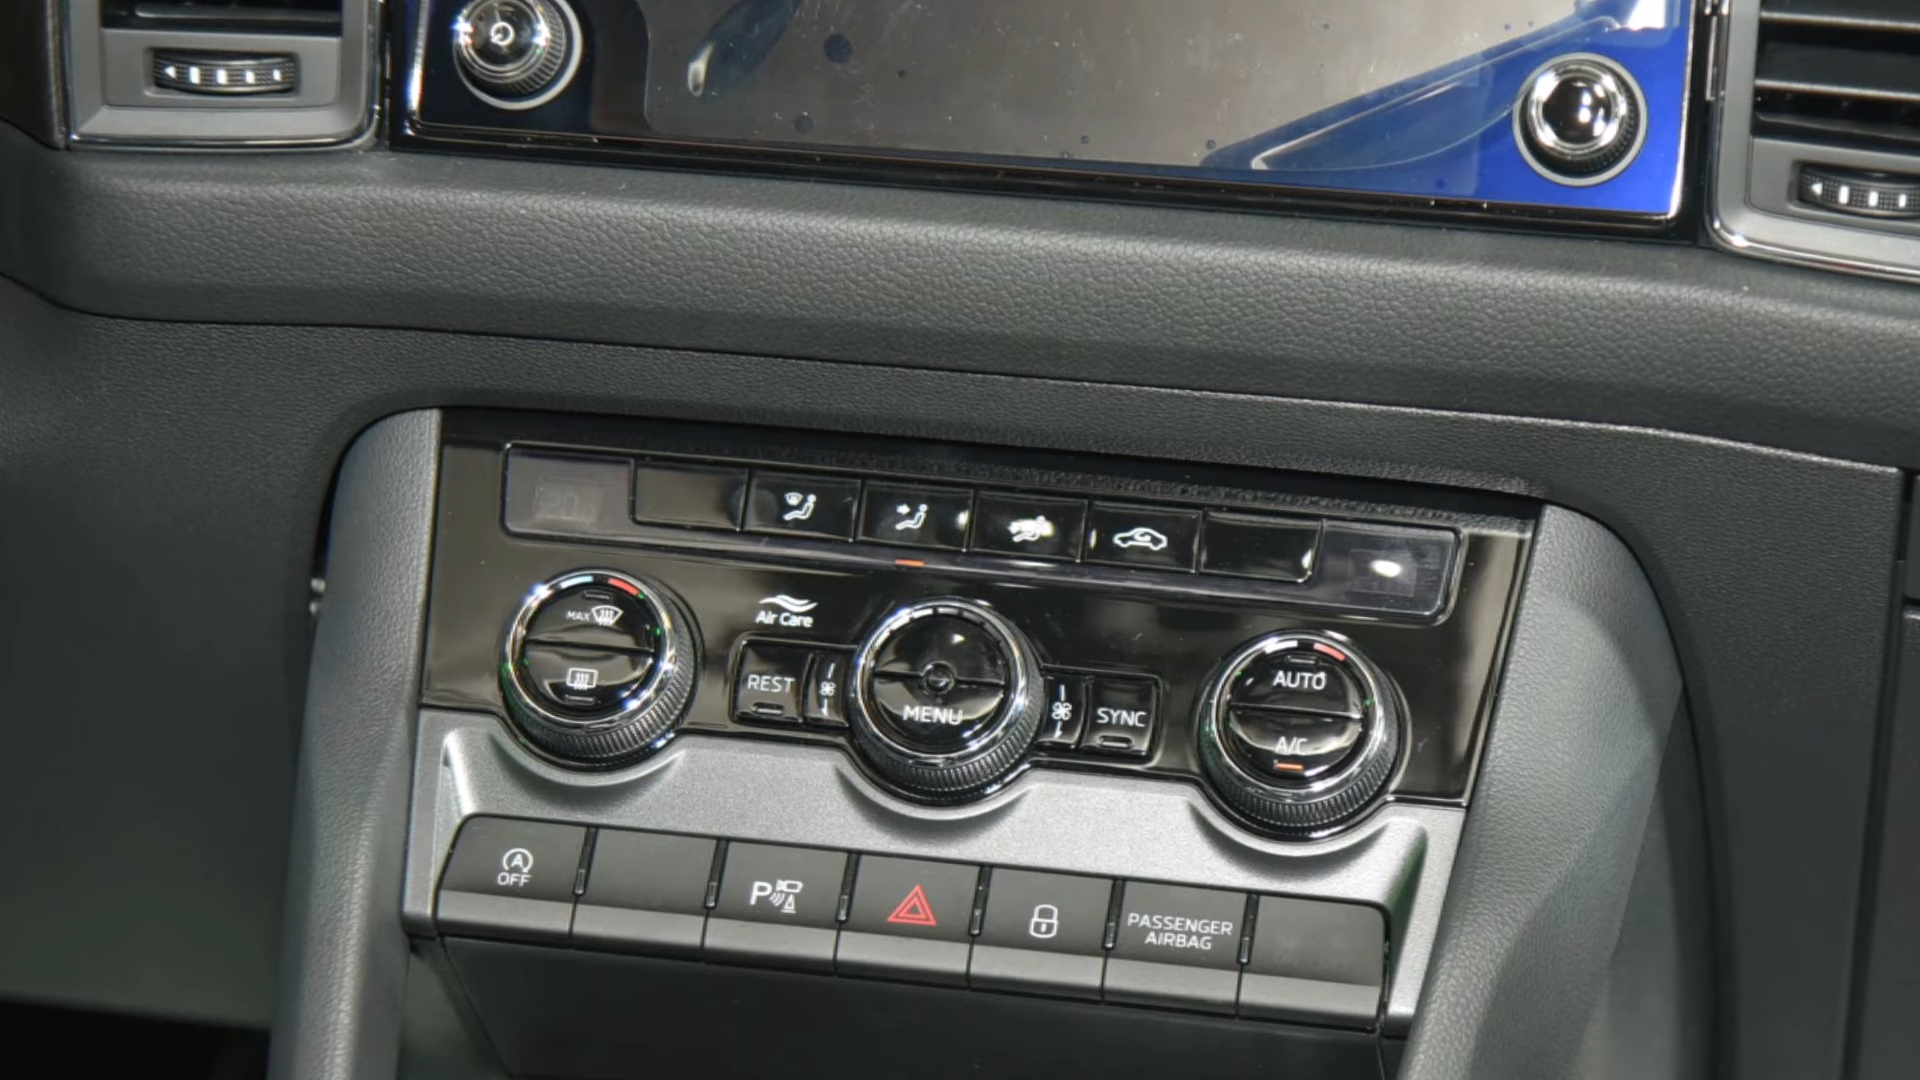 MAX
Air Care
REST
MENU
SYNC
AUTO
A/C
A
OFF
P
PASSENGER
AIRBAG